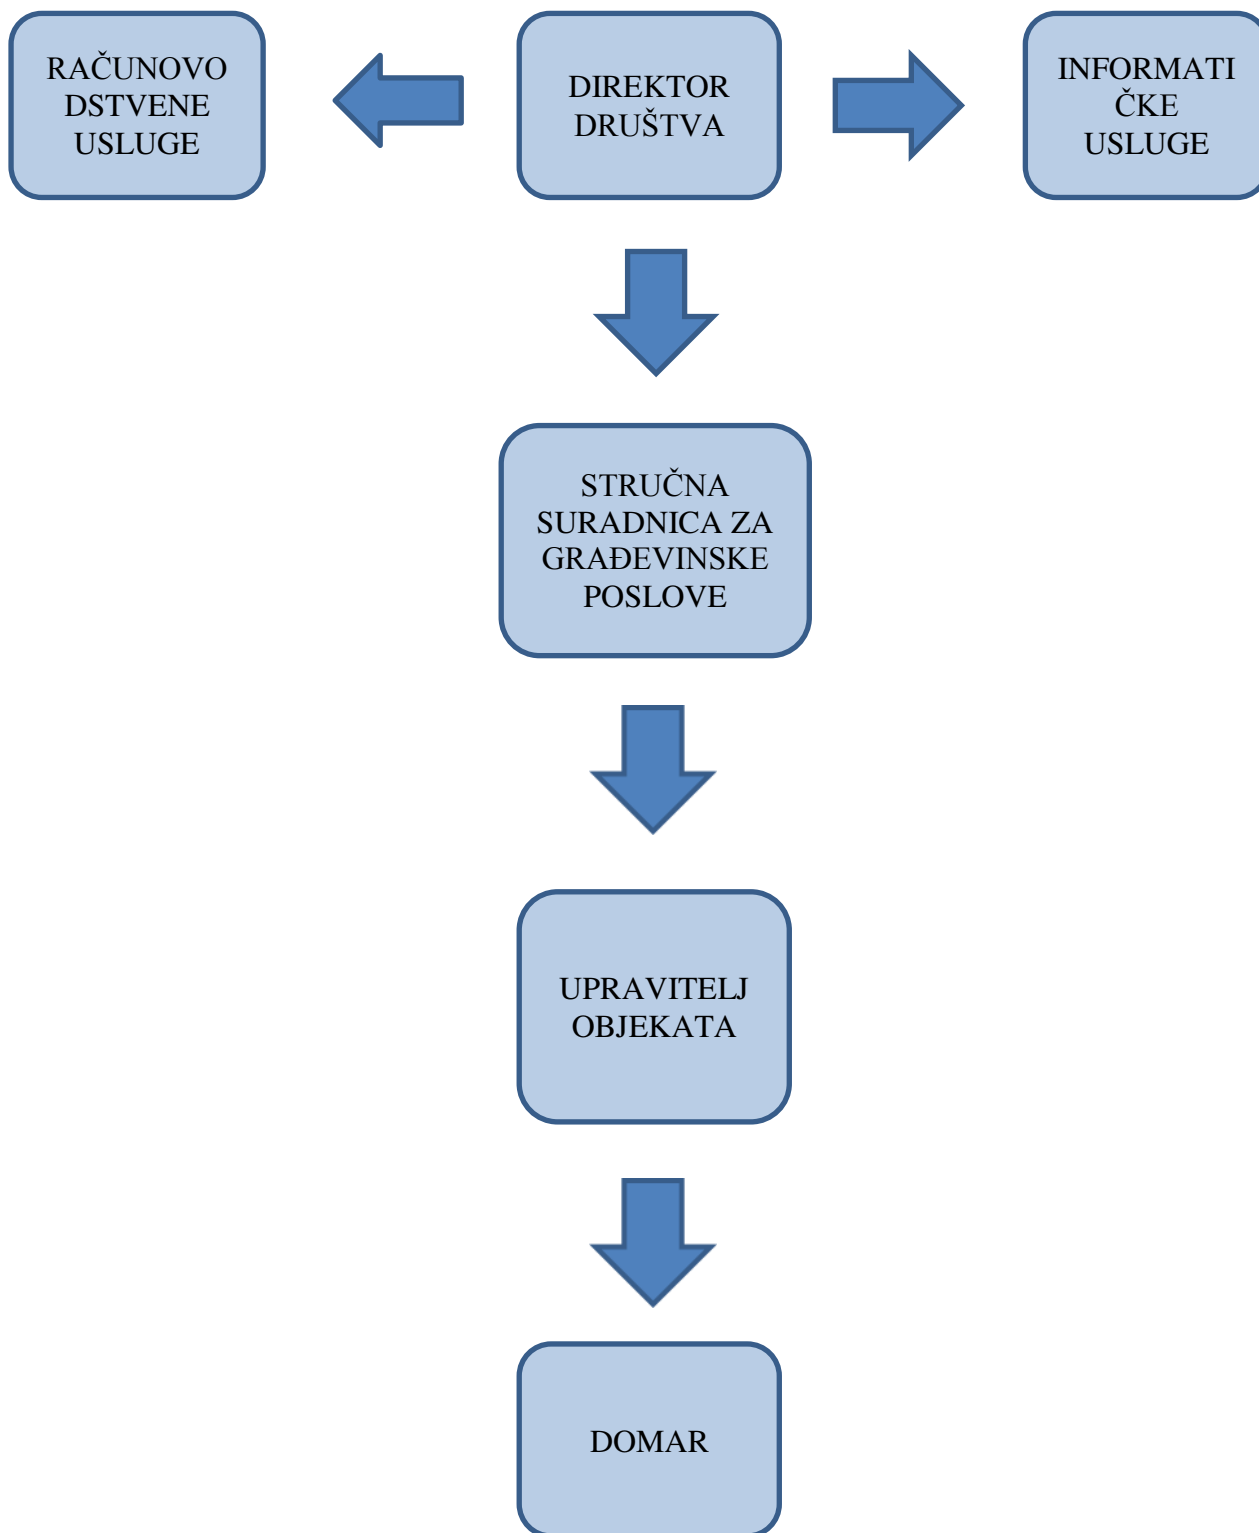 RAČUNOVO
DSTVENE
USLUGE
DIREKTOR
DRUŠTVA
INFORMATI
ČKE
USLUGE
STRUČNA
SURADNICA ZA
GRAĐEVINSKE
POSLOVE
UPRAVITELJ
OBJEKATA
DOMAR